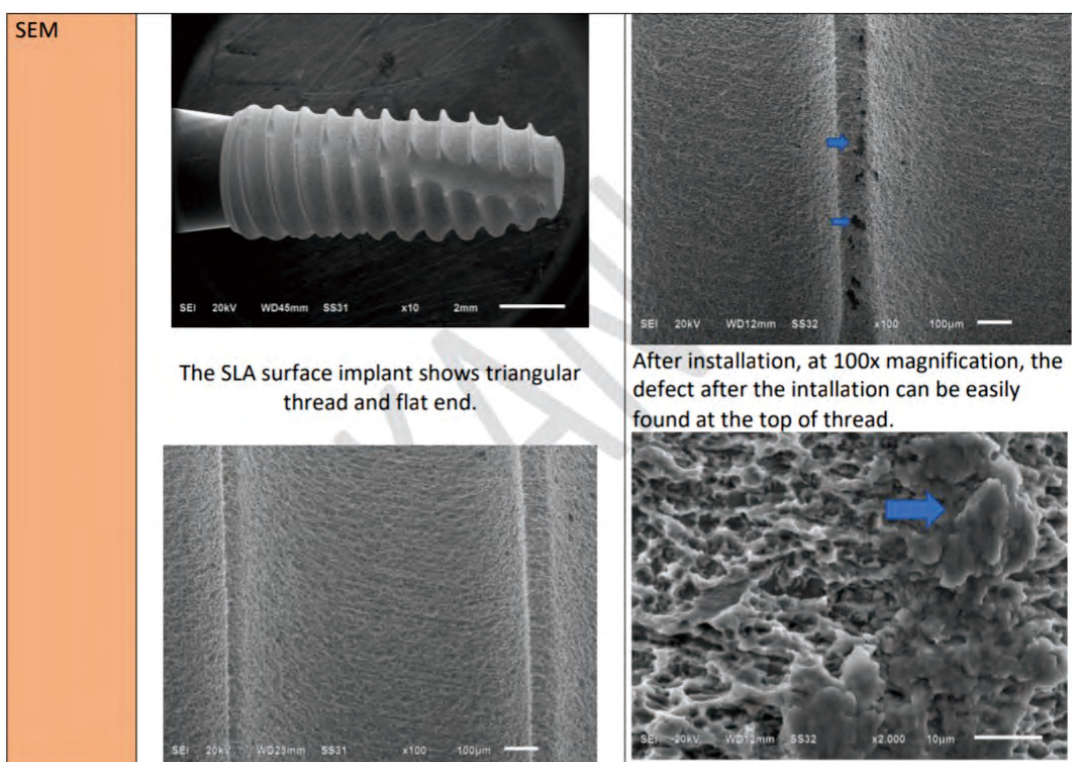 SEM
SEI 20kV WD45mm SS31 x10 2mm
The SLA surface implant shows triangular
thread and flat end.
SEI 20kV WD23mm SS31 x100 100µm
SEI 20kV WD12mm SS32 x100 100µm
After installation, at 100x magnification, the
defect after the intallation can be easily
found at the top of thread.
SEI 20kV WD12mm SS32 x2,000 10µm